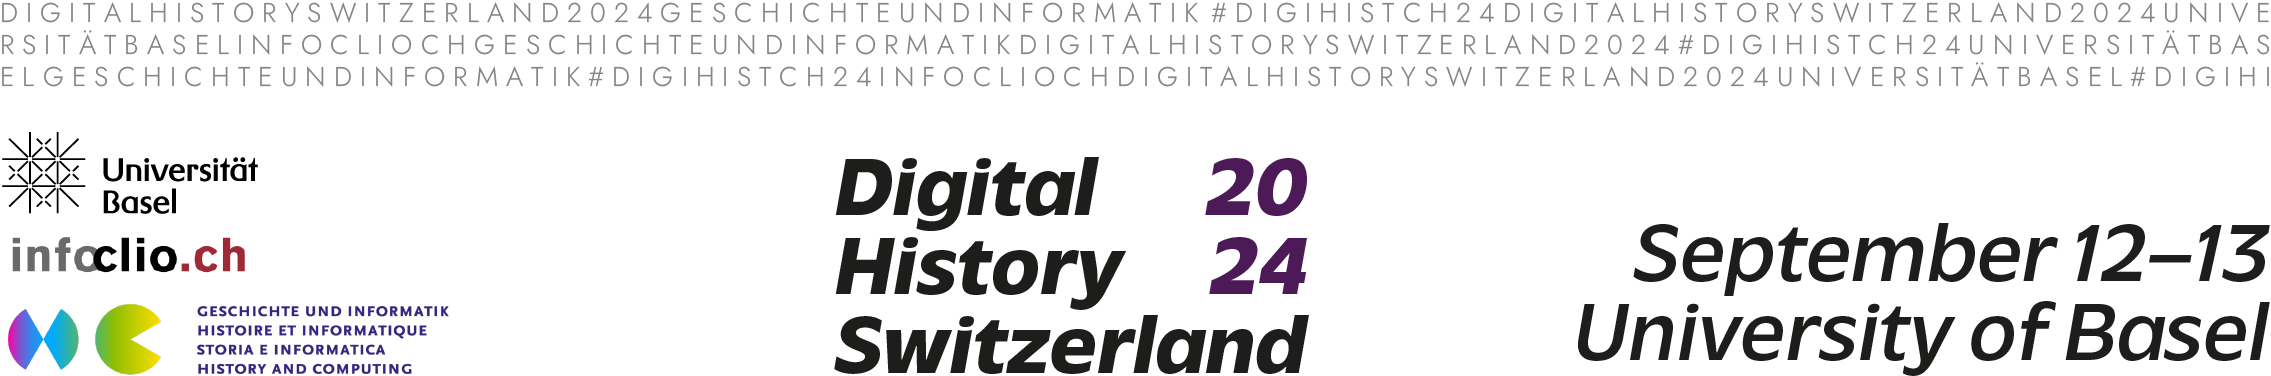 DIGITALHISTORYSWITZERLAND2024GESCHICHTEUNDINFORMATIK#DIGIHISTCH24DIGITALHISTORYSWITZERLAND2024UNIVE
RSITÄTBASELINFOCLIOCHGESCHICHTEUNDINFORMATIKDIGITALHISTORYSWITZERLAND2024#DIGIHISTCH24UNIVERSITÄTBAS
ELGESCHICHTEUNDINFORMATIK#DIGIHISTCH24INFOCLIOCHDIGITALHISTORYSWITZERLAND2024UNIVERSITÄTBASEL#DIGIHI
Universität
Basel
infoclio.ch
GESCHICHTE UND INFORMATIK
HISTOIRE ET INFORMATIQUE
STORIA E INFORMATICA
HISTORY AND COMPUTING
Digital 20
History 24
Switzerland
September 12–13
University of Basel